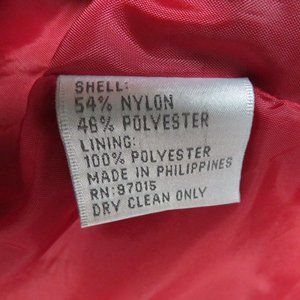 SHELL:
54% NYLON
46% POLYESTER
LINING:
100% POLYESTER
MADE IN PHILIPPINES
RN:97015
DRY CLEAN ONLY